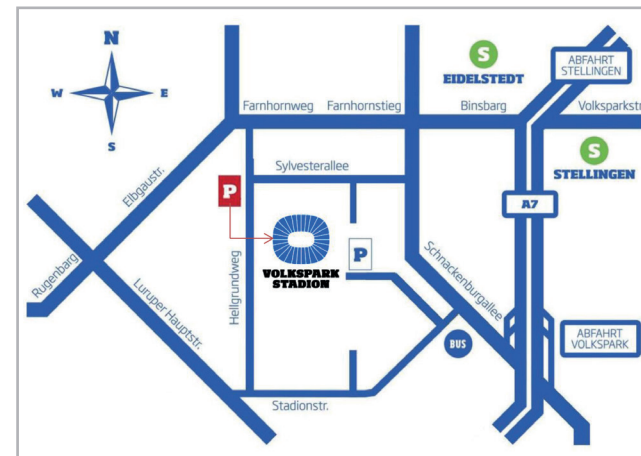 N
W
E
S
S
EIDELSTEDT
ABFAHRT
STELLINGEN
Farnhornweg
Farnhornstieg
Binsbarg
Volksparkstr
S
STELLINGEN
Elbgaustr.
Sylvesterallee
P
A7
Rugenbarg
Hellgrundweg
VOLKSPARK
STADION
P
Schnackenburgallee
Luruper Hauptstr.
BUS
ABFAHRT
VOLKSPARK
Stadionstr.